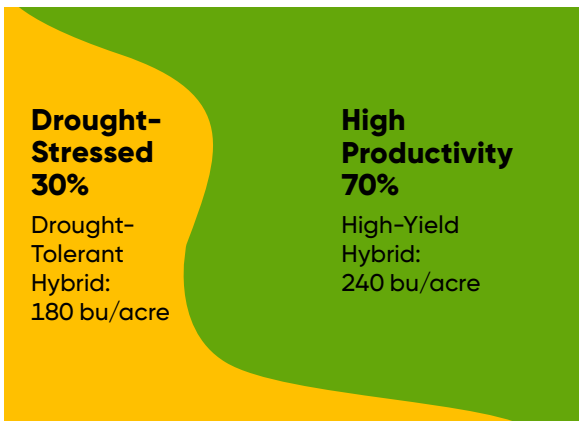 Drought-
Stressed
30%
Drought-
Tolerant
Hybrid:
180 bu/acre
High
Productivity
70%
High-Yield
Hybrid:
240 bu/acre